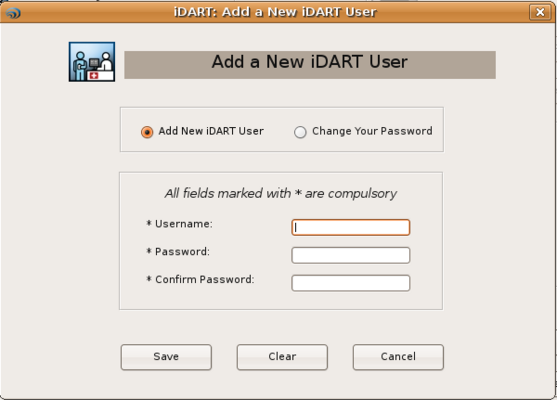 iDART: Add a New iDART User
Add a New iDART User
Add New iDART User Change Your Password
All fields marked with * are compulsory
* Username:
* Password:
* Confirm Password:
Save Clear Cancel